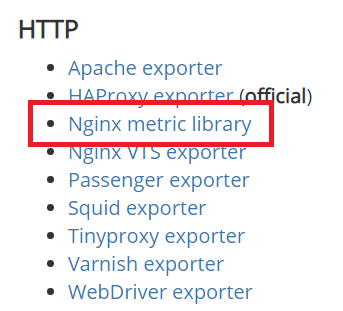 HTTP
Apache exporter
HAProxy exporter (official)
Nginx metric library
Nginx VTS exporter
Passenger exporter
Squid exporter
Tinyproxy exporter
Varnish exporter
WebDriver exporter